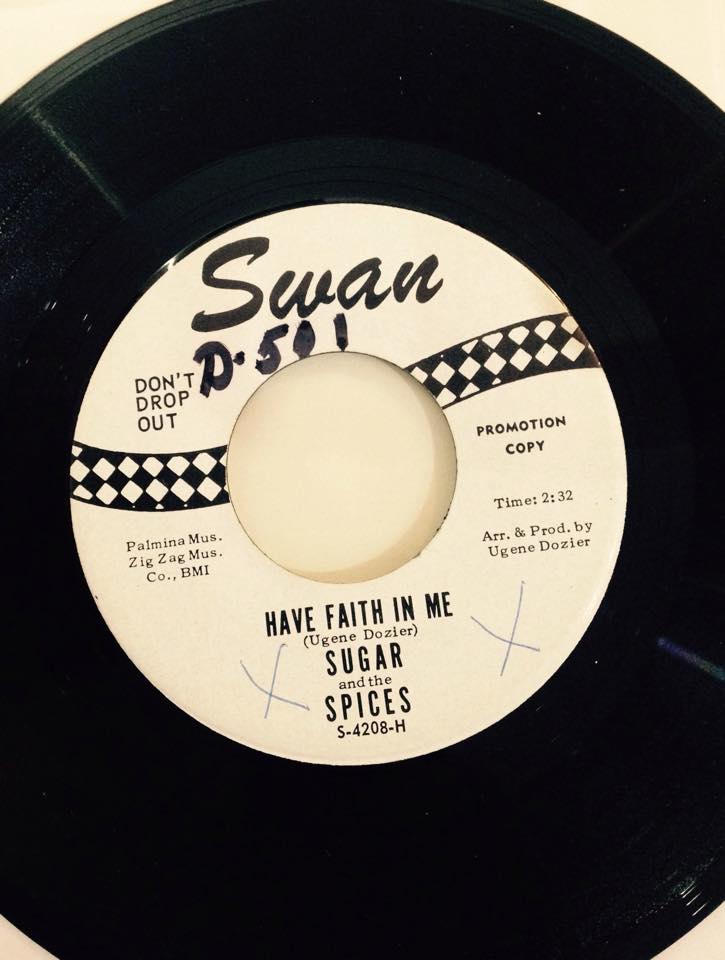 Swan
D-501
DON'T
DROP
OUT
PROMOTION
COPY
Time: 2:32
Arr. & Prod. by
Ugene Dozier
Palmina Mus.
Zig Zag Mus.
Co., BMI
HAVE FAITH IN ME
(Ugene Dozier)
SUGAR
and the
SPICES
S-4208-H
X
X